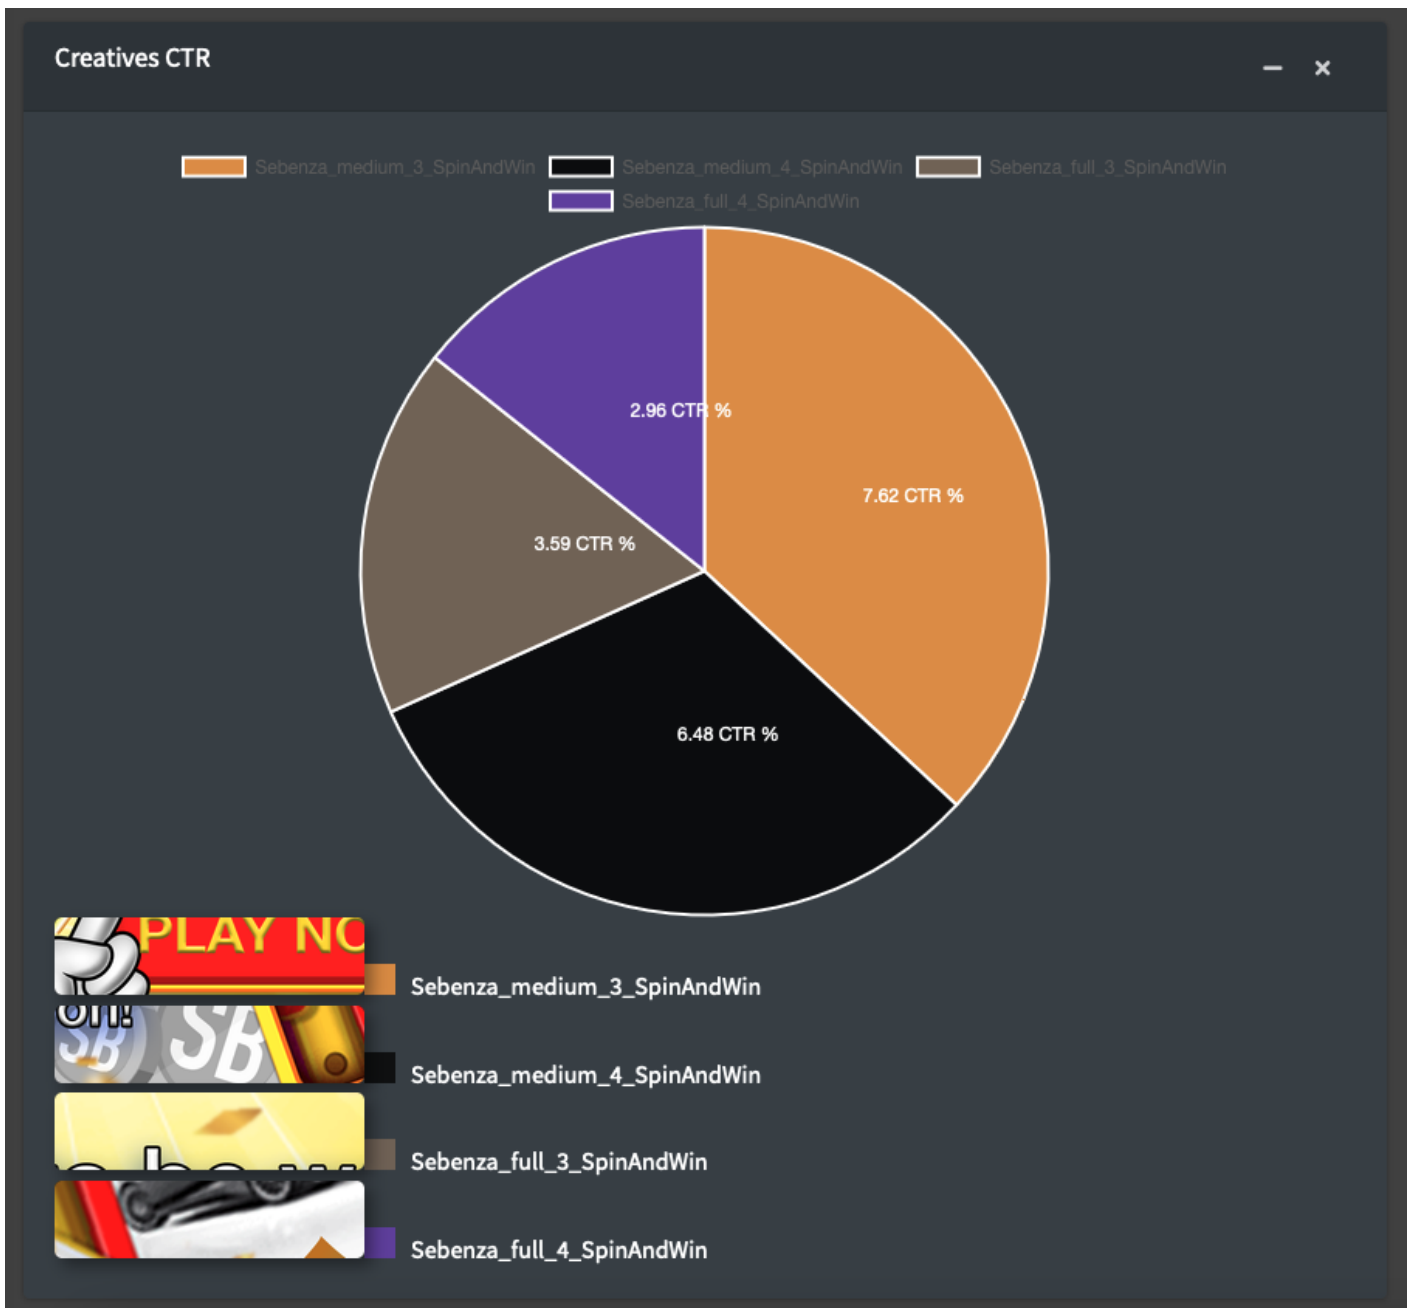 Creatives CTR
Sebenza_medium_3_SpinAndWin Sebenza_medium_4_SpinAndWin Sebenza_full_3_SpinAndWin
Sebenza_full_4_SpinAndWin
2.96 CTR %
7.62 CTR %
3.59 CTR %
6.48 CTR %
PLAY NO
Sebenza_medium_3_SpinAndWin
on!
SB SB
Sebenza_medium_4_SpinAndWin
Sebenza_full_3_SpinAndWin
Sebenza_full_4_SpinAndWin